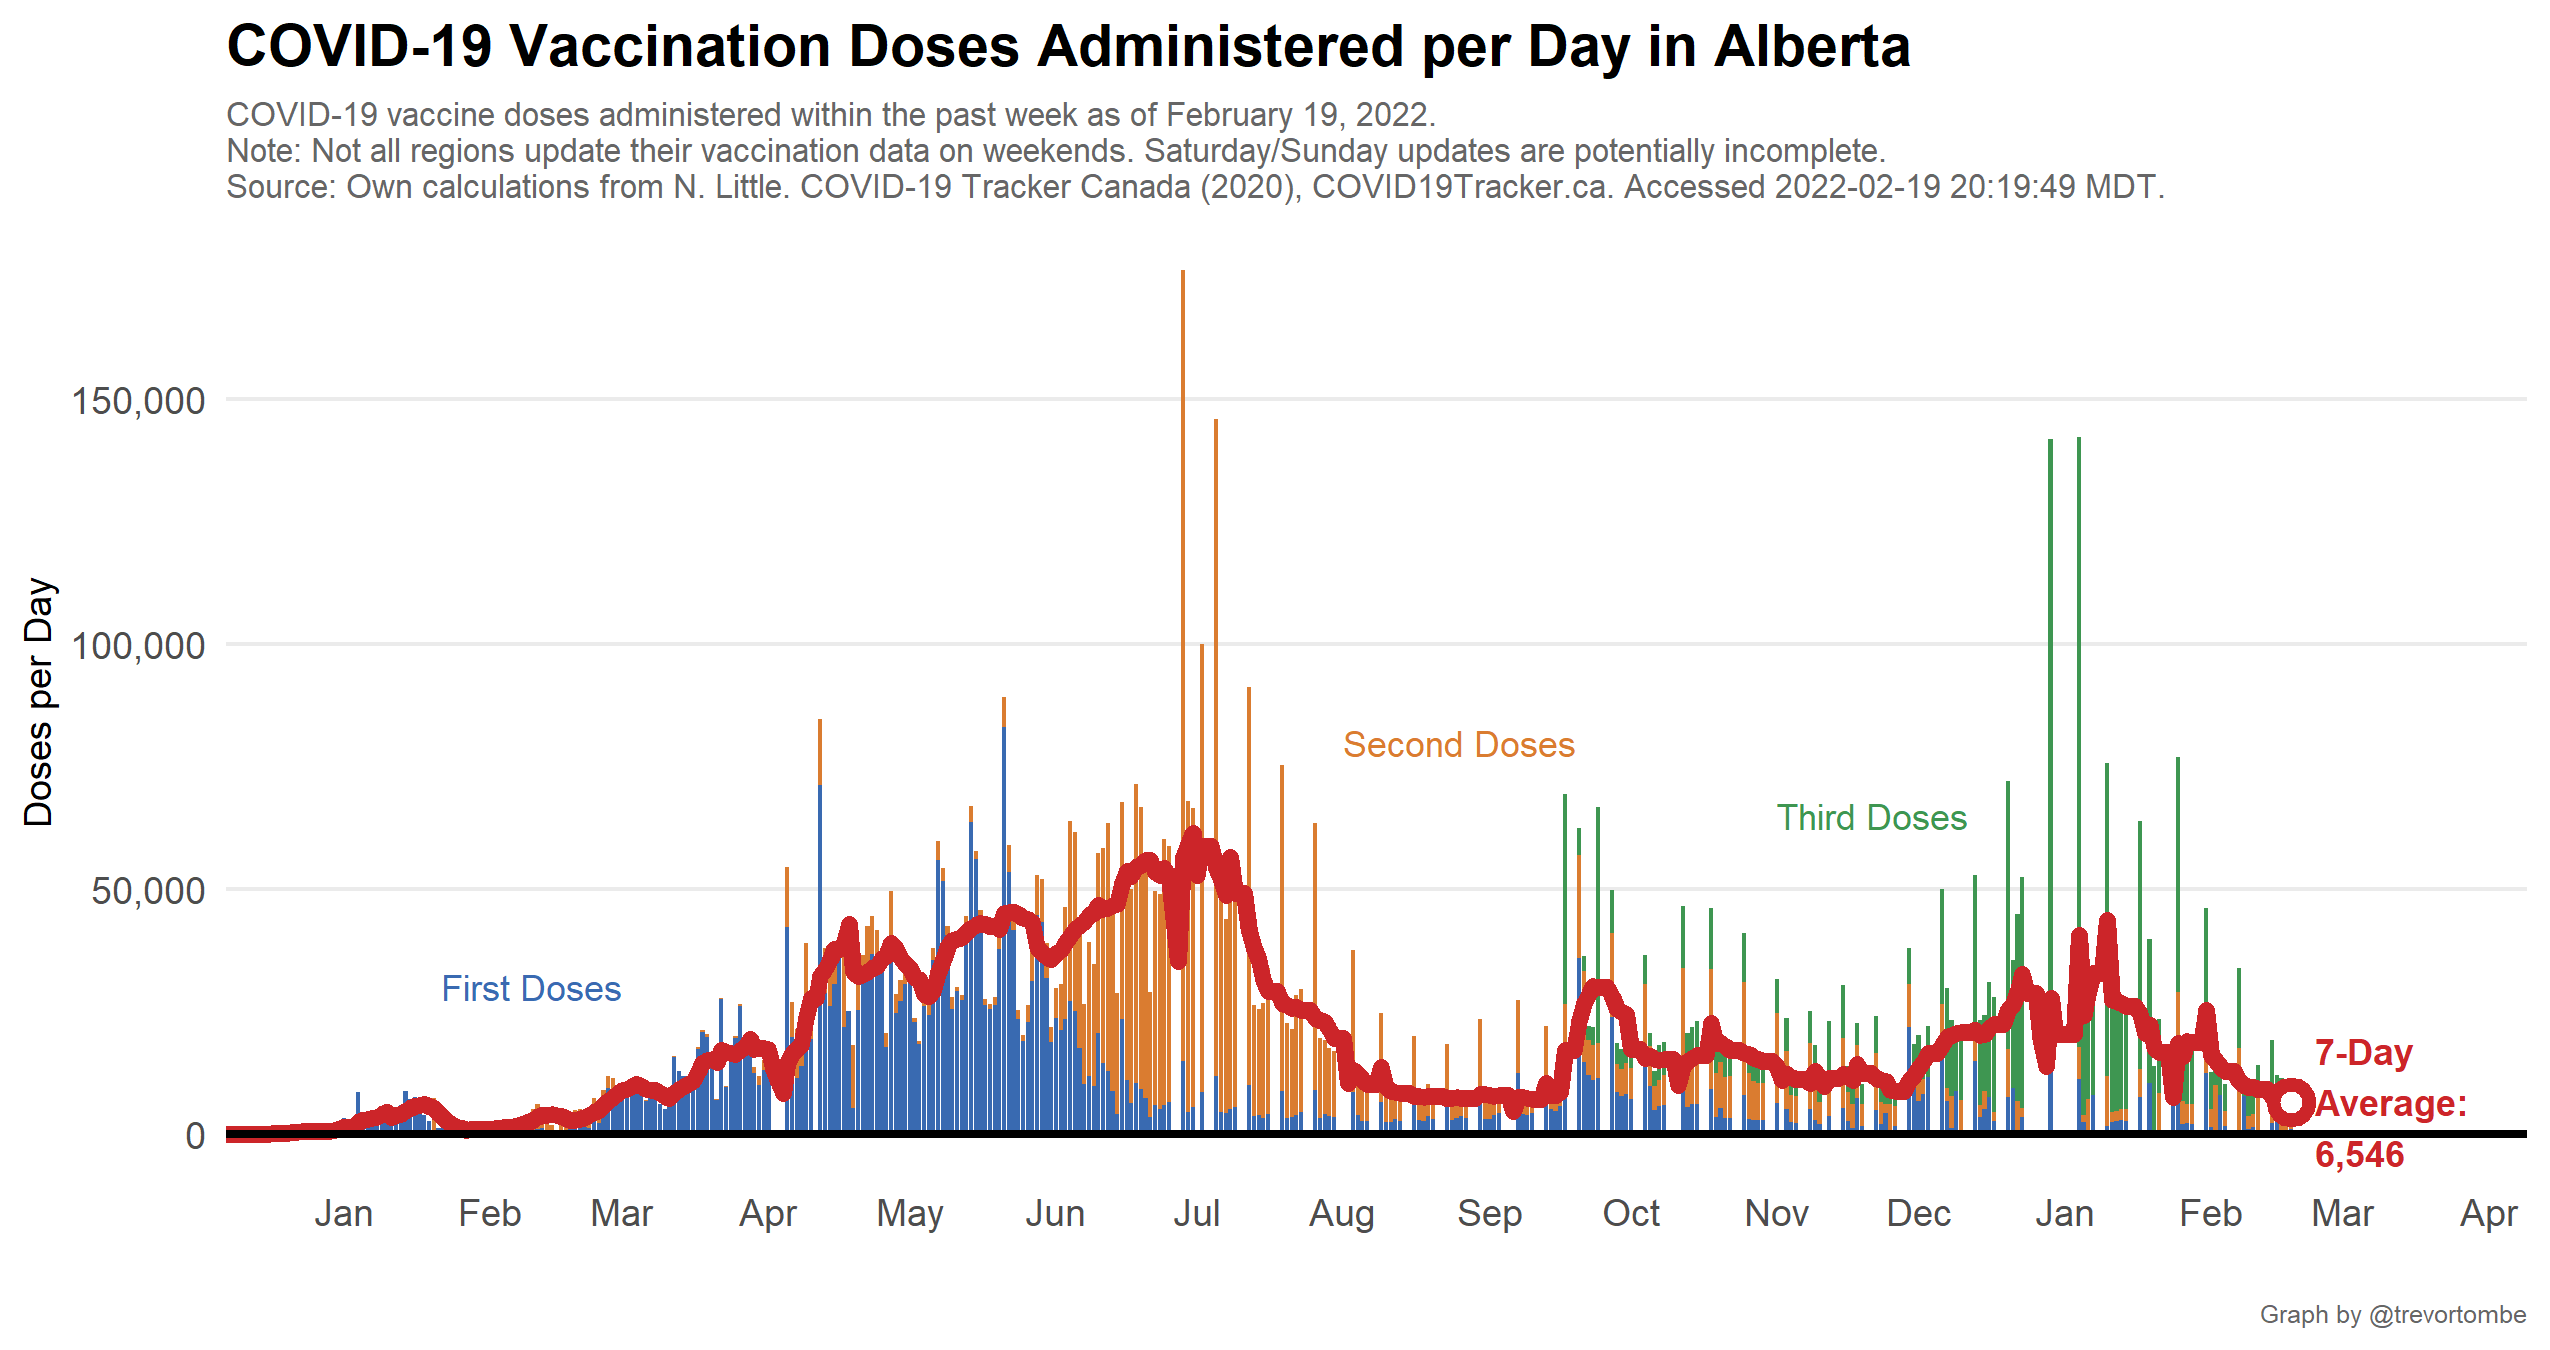 COVID-19 Vaccination Doses Administered per Day in Alberta
COVID-19 vaccine doses administered within the past week as of February 19, 2022.
Note: Not all regions update their vaccination data on weekends. Saturday/Sunday updates are potentially incomplete.
Source: Own calculations from N. Little. COVID-19 Tracker Canada (2020), COVID19Tracker.ca. Accessed 2022-02-19 20:19:49 MDT.
Doses per Day
150,000
100,000
50,000
0
First Doses
Second Doses
Third Doses
7-Day
Average:
6,546
Jan Feb Mar Apr May Jun Jul Aug Sep Oct Nov Dec Jan Feb Mar Apr
Graph by @trevortombe